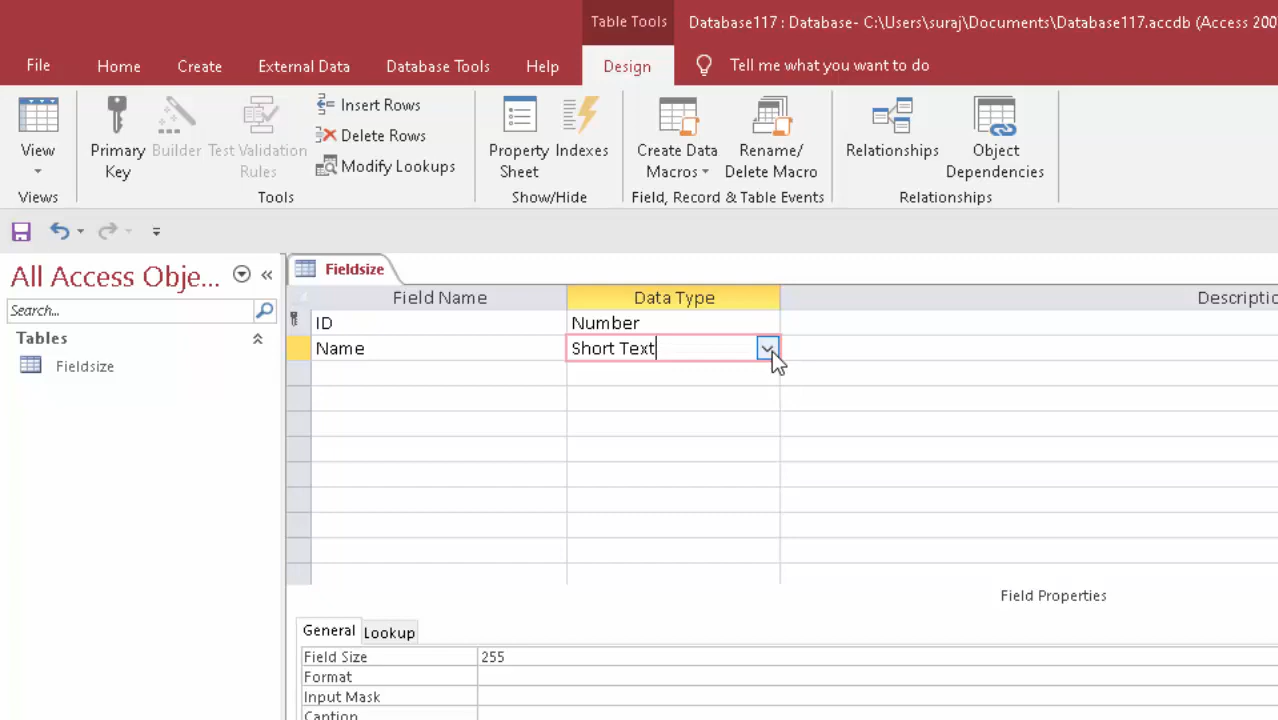 Table Tools
Database117 : Database- C:\Users\suraj\Documents\Database117.accdb (Access 200
File Home Create External Data Database Tools Help Design Tell me what you want to do
View
Primary Key
Builder
Test Validation Rules
Insert Rows
Delete Rows
Modify Lookups
Property Sheet
Indexes
Create Data Macros
Rename/ Delete Macro
Relationships
Object Dependencies
Views Tools Show/Hide Field, Record & Table Events Relationships
All Access Obje...
Search...
Tables
Fieldsize
Fieldsize
Field Name Data Type Descriptio
ID Number
Name Short Text
Field Properties
General Lookup
Field Size 255
Format
Input Mask
Caption